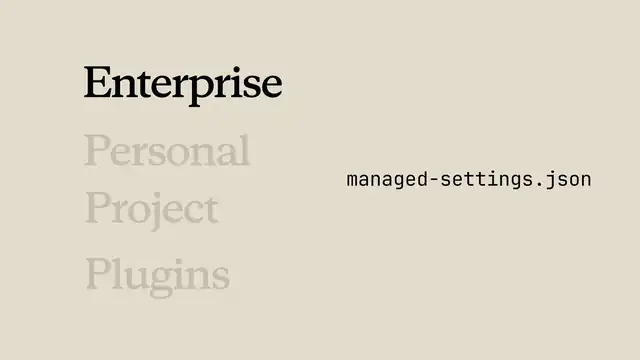 Enterprise
Personal
managed-settings.json
Project
Plugins